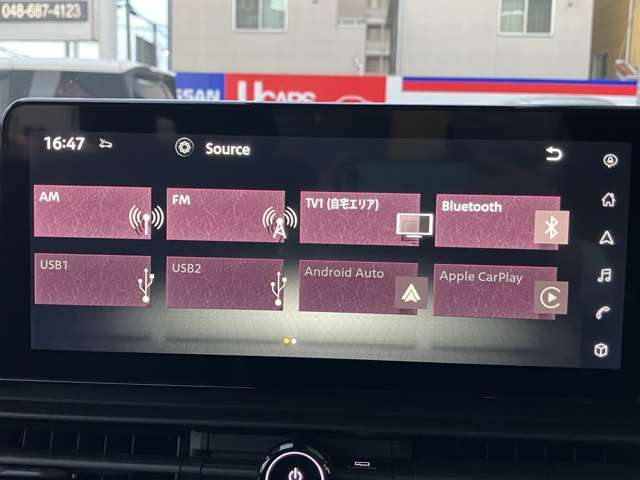 048-687-4123
NISSAN
U CARS
16:47
Source
AM
FM
TV1 (自宅エリア)
Bluetooth
USB1
USB2
Android Auto
Apple CarPlay